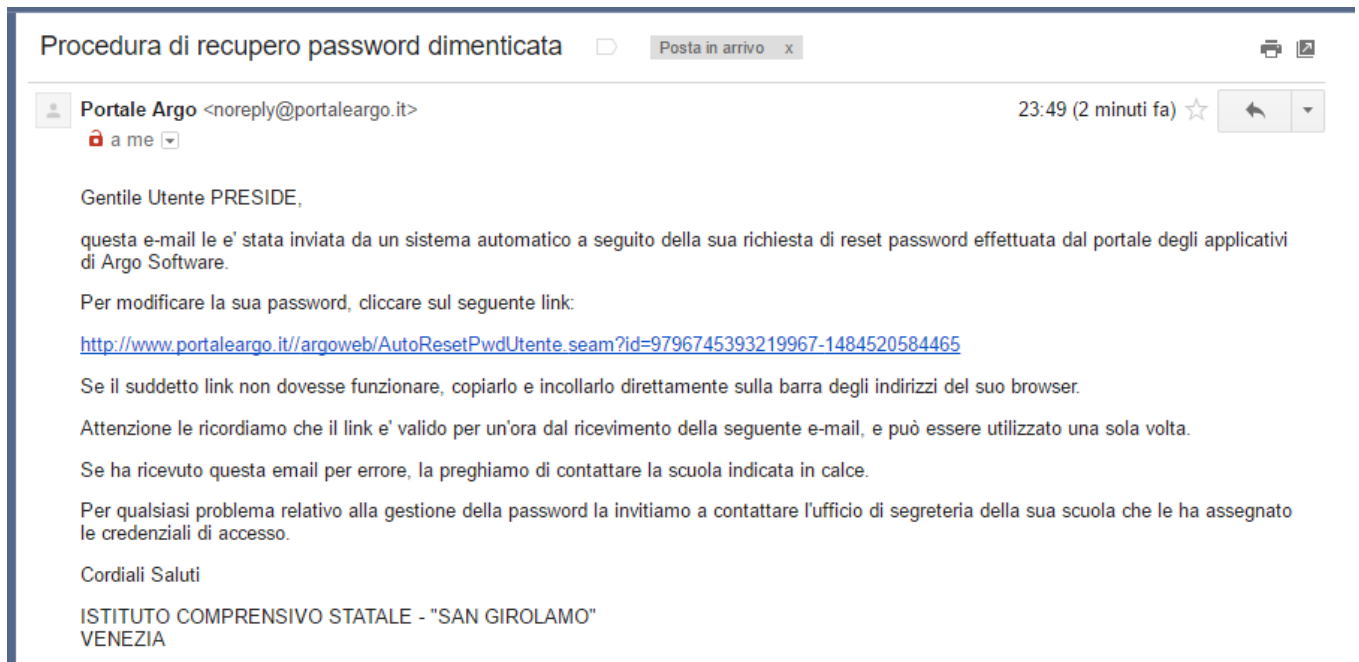 Procedura di recupero password dimenticata Posta in arrivo x
Portale Argo <noreply@portaleargo.it> 23:49 (2 minuti fa)
a me
Gentile Utente PRESIDE,
questa e-mail le e' stata inviata da un sistema automatico a seguito della sua richiesta di reset password effettuata dal portale degli applicativi
di Argo Software.
Per modificare la sua password, cliccare sul seguente link:
http://www.portaleargo.it//argoweb/AutoResetPwdUtente.seam?id=9796745393219967-1484520584465
Se il suddetto link non dovesse funzionare, copiarlo e incollarlo direttamente sulla barra degli indirizzi del suo browser.
Attenzione le ricordiamo che il link e' valido per un'ora dal ricevimento della seguente e-mail, e può essere utilizzato una sola volta.
Se ha ricevuto questa email per errore, la preghiamo di contattare la scuola indicata in calce.
Per qualsiasi problema relativo alla gestione della password la invitiamo a contattare l'ufficio di segreteria della sua scuola che le ha assegnato
le credenziali di accesso.
Cordiali Saluti
ISTITUTO COMPRENSIVO STATALE - "SAN GIROLAMO"
VENEZIA